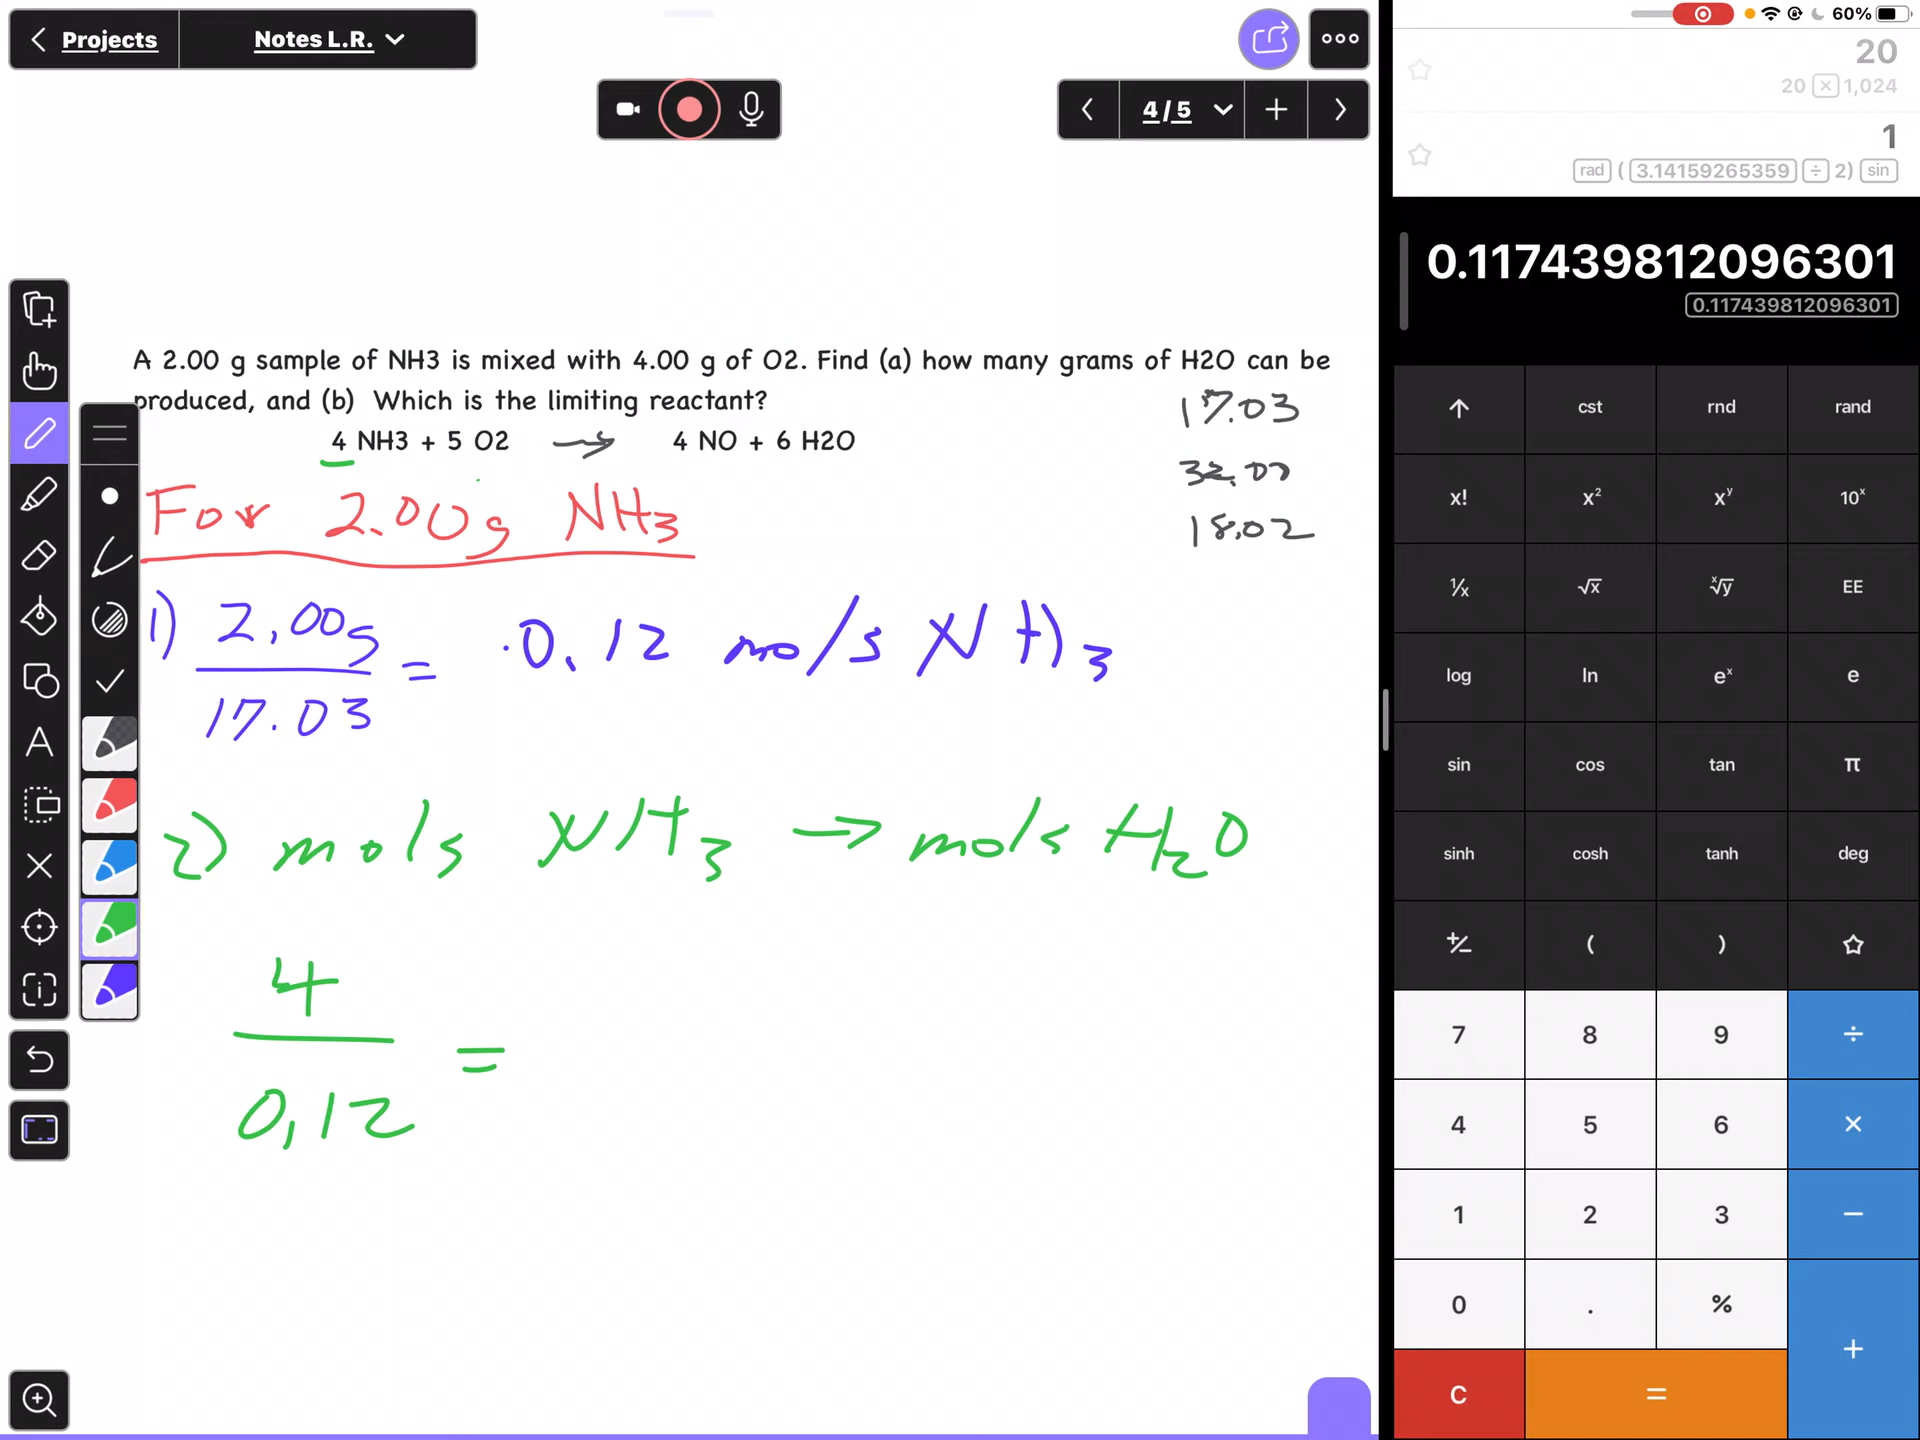 Projects
Notes L.R.
4/5
60%
20
20 × 1,024
1
rad ( 3.14159265359 ÷ 2) sin
0.117439812096301
0.117439812096301
A 2.00 g sample of NH3 is mixed with 4.00 g of O2. Find (a) how many grams of H2O can be
produced, and (b) Which is the limiting reactant?
4 NH3 + 5 O2 → 4 NO + 6 H2O
17.03
32.00
18.02
For 2.00g NH3
1) 2.00g
17.03
= 0.12 mols NH3
2) mols NH3 → mols H2O
4
0.12
=
A
cst rnd rand
x! x² xʸ 10ˣ
¹/x √x ˣ√y EE
log ln eˣ e
sin cos tan π
sinh cosh tanh deg
+/− ( )
7 8 9 ÷
4 5 6 ×
1 2 3 −
0 . % +
C =